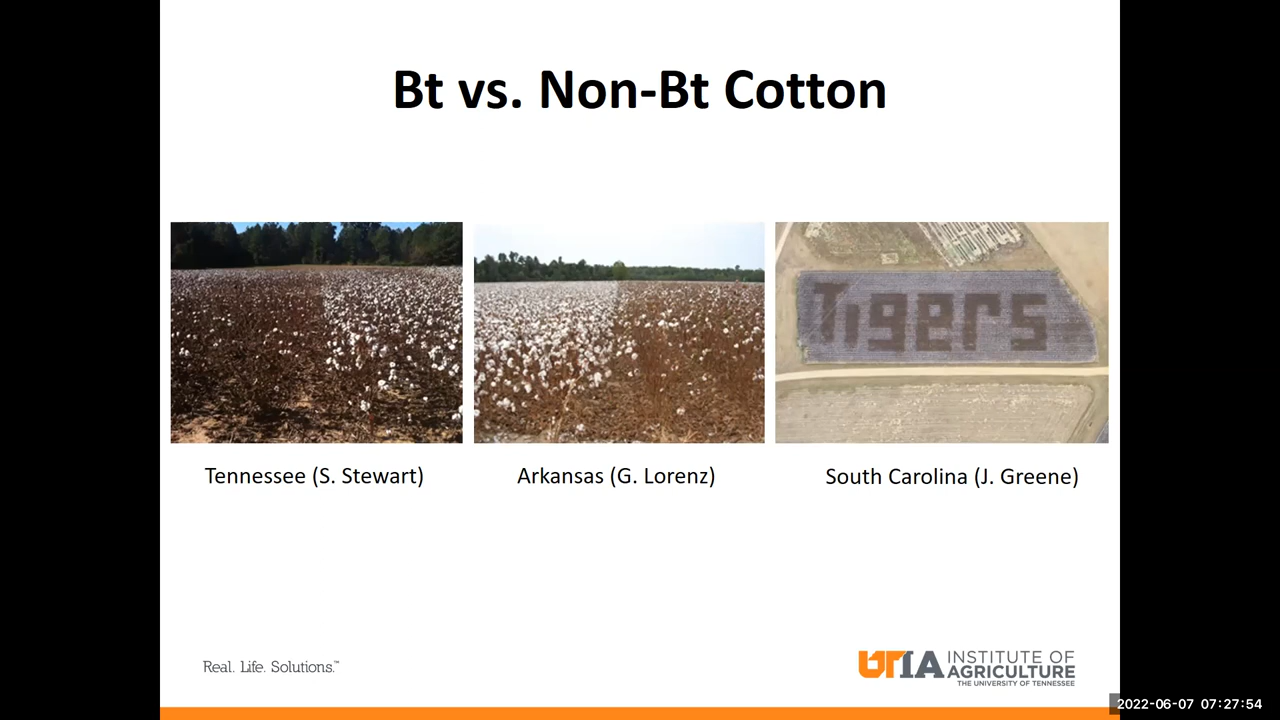 Bt vs. Non-Bt Cotton
Tigers
Tennessee (S. Stewart)
Arkansas (G. Lorenz)
South Carolina (J. Greene)
Real. Life. Solutions.™
UTIA INSTITUTE OF
AGRICULTURE
THE UNIVERSITY OF TENNESSEE
2022-06-07 07:27:54